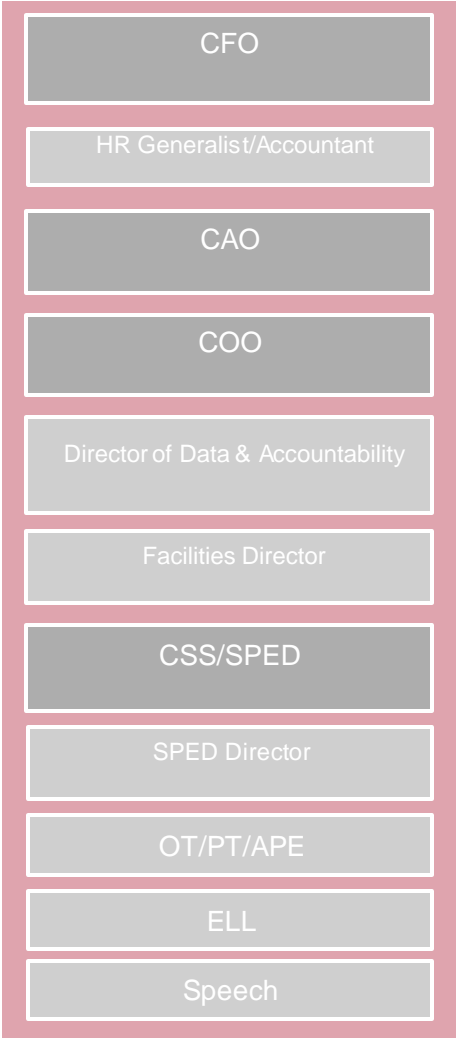 CFO
HR Generalist/Accountant
CAO
COO
Director of Data & Accountability
Facilities Director
CSS/SPED
SPED Director
OT/PT/APE
ELL
Speech